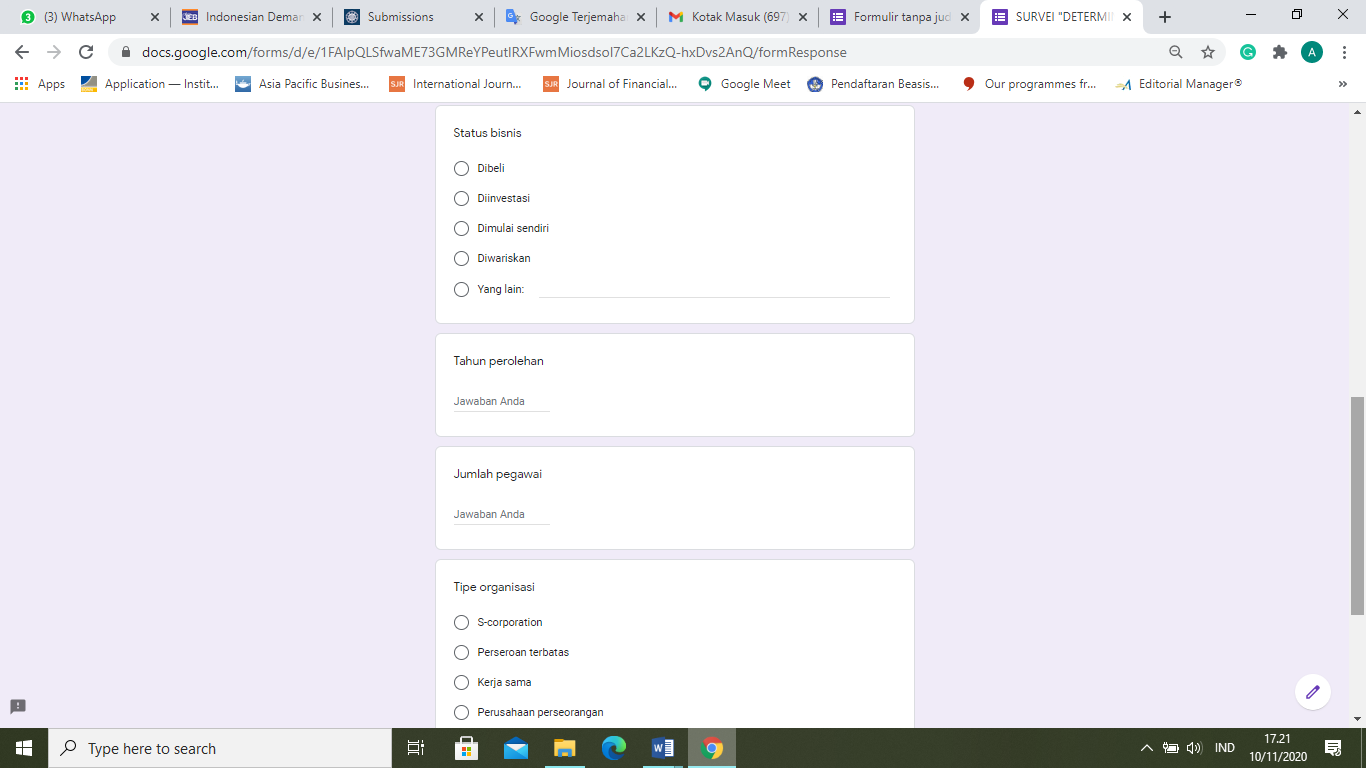 (3) WhatsApp
Indonesian Deman
Submissions
Google Terjemaha
Kotak Masuk (697)
Formulir tanpa jud
SURVEI "DETERMI
docs.google.com/forms/d/e/1FAIpQLSfwaME73GMReYPeutIRXFwmMiosdsoI7Ca2LKzQ-hxDvs2AnQ/formResponse
A
Apps
Application — Instit...
Asia Pacific Busines...
SJR International Journ...
SJR Journal of Financial...
Google Meet
Pendaftaran Beasis...
Our programmes fr...
Editorial Manager®
Status bisnis
Dibeli
Diinvestasi
Dimulai sendiri
Diwariskan
Yang lain:
Tahun perolehan
Jawaban Anda
Jumlah pegawai
Jawaban Anda
Tipe organisasi
S-corporation
Perseroan terbatas
Kerja sama
Perusahaan perseorangan
Type here to search
IND
17.21
10/11/2020